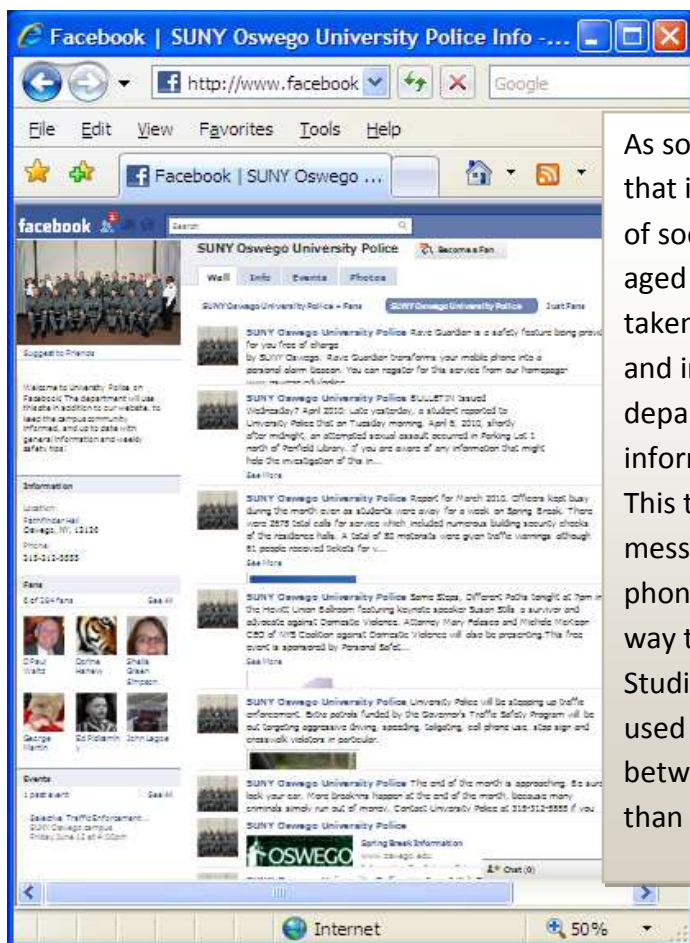 Facebook | SUNY Oswego University Police Info -...
http://www.facebook
Google
File Edit View Favorites Tools Help
Facebook | SUNY Oswego ...
facebook
Search
SUNY Oswego University Police Become a Fan
Wall Info Events Photos
SUNY Oswego University Police + Fans SUNY Oswego University Police Just Fans
Suggest to Friends
Welcome to University Police on
Facebook! The department will use
this site in addition to our website, to
keep the campus community
informed, and up to date with
general information and weekly
safety tips!
Information
Location:
Pathfinder Hall
Oswego, NY, 13126
Phone:
315-312-5555
Fans
6 of 284 fans See All
Sheila
Green
Simpson
George
Martin
Events
1 past event See All
Selective Traffic Enforcement...
SUNY Oswego campus
SUNY Oswego University Police Rave Guardian is a safety feature being provi
for you free of charge
by SUNY Oswego. Rave Guardian transforms your mobile phone into a
personal alarm beacon. You can register for this service from our homepage
SUNY Oswego University Police BULLETIN Issued
Wednesday 7 April 2010: Late yesterday, a student reported to
University Police that on Tuesday morning, April 6, 2010, shortly
after midnight, an attempted sexual assault occurred in Parking Lot 1
north of Penfield Library. If you are aware of any information that might
help the investigation of this in...
See More
SUNY Oswego University Police Report for March 2010. Officers kept busy
during the month even as students were away for a week on Spring Break. There
were total calls for service which included numerous building security checks
of the residence halls. A total of motorists were given traffic warnings although
people received tickets for v...
See More
SUNY Oswego University Police Same Steps, Different Paths tonight at 7pm in
the Hewitt Union Ballroom featuring keynote speaker Susan Still a survivor and
advocate against Domestic Violence. Attorney Mary and Michele
CEO of NYS Coalition against Domestic Violence will also be presenting. This free
event is sponsored by Personal Safet...
See More
SUNY Oswego University Police University Police will be stepping up traffic
enforcement. Extra patrols funded by the Governor's Traffic Safety Program will be
out targeting aggressive driving, speeding, tailgating, cell phone use, stop sign and
crosswalk violators in particular.
SUNY Oswego University Police The end of the month is approaching. Be sure
lock your car. More breakins happen at the end of the month, because many
criminals simply run out of money. Contact University Police at 315-312-5555 if you
SUNY Oswego University Police
OSWEGO
Spring Break Information
www.oswego.edu
Chat (0)
Internet 50%
As so
that i
of soc
aged
taken
and in
depa
infor
This t
messa
phon
way t
Studi
used
betw
than